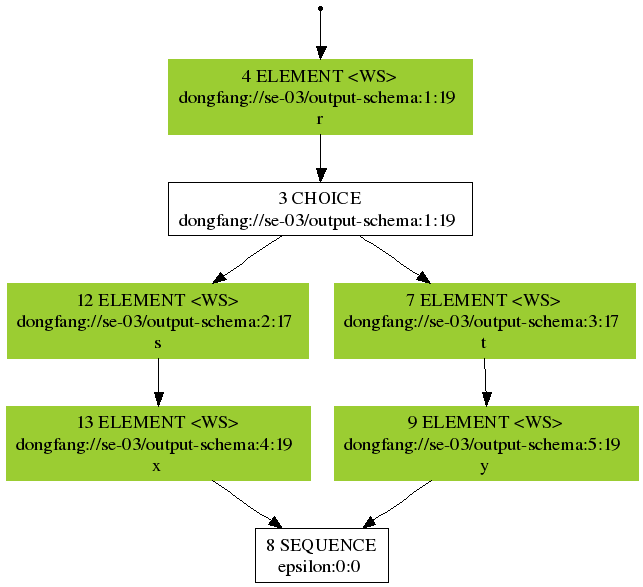 4 ELEMENT <WS>
dongfang://se-03/output-schema:1:19
r
3 CHOICE
dongfang://se-03/output-schema:1:19
12 ELEMENT <WS>
dongfang://se-03/output-schema:2:17
s
7 ELEMENT <WS>
dongfang://se-03/output-schema:3:17
t
13 ELEMENT <WS>
dongfang://se-03/output-schema:4:19
x
9 ELEMENT <WS>
dongfang://se-03/output-schema:5:19
y
8 SEQUENCE
epsilon:0:0